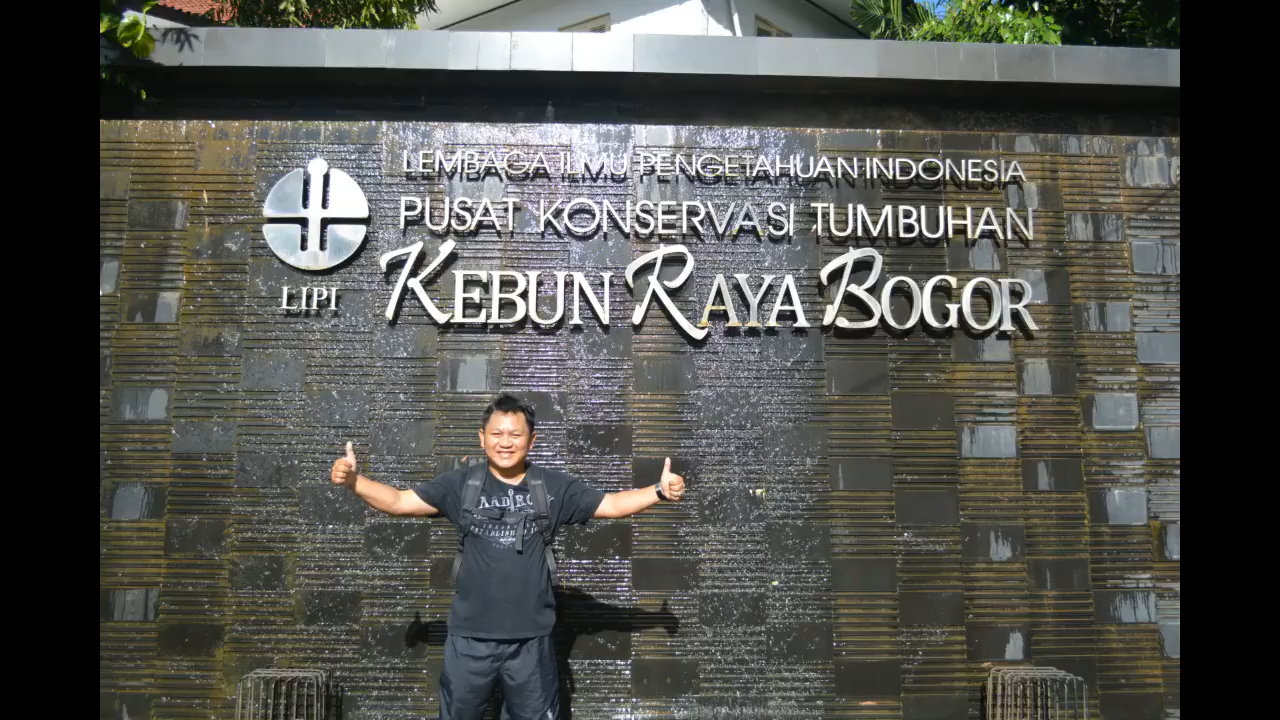 LEMBAGA ILMU PENGETAHUAN INDONESIA
PUSAT KONSERVASI TUMBUHAN
KEBUN RAYA BOGOR
LIPI